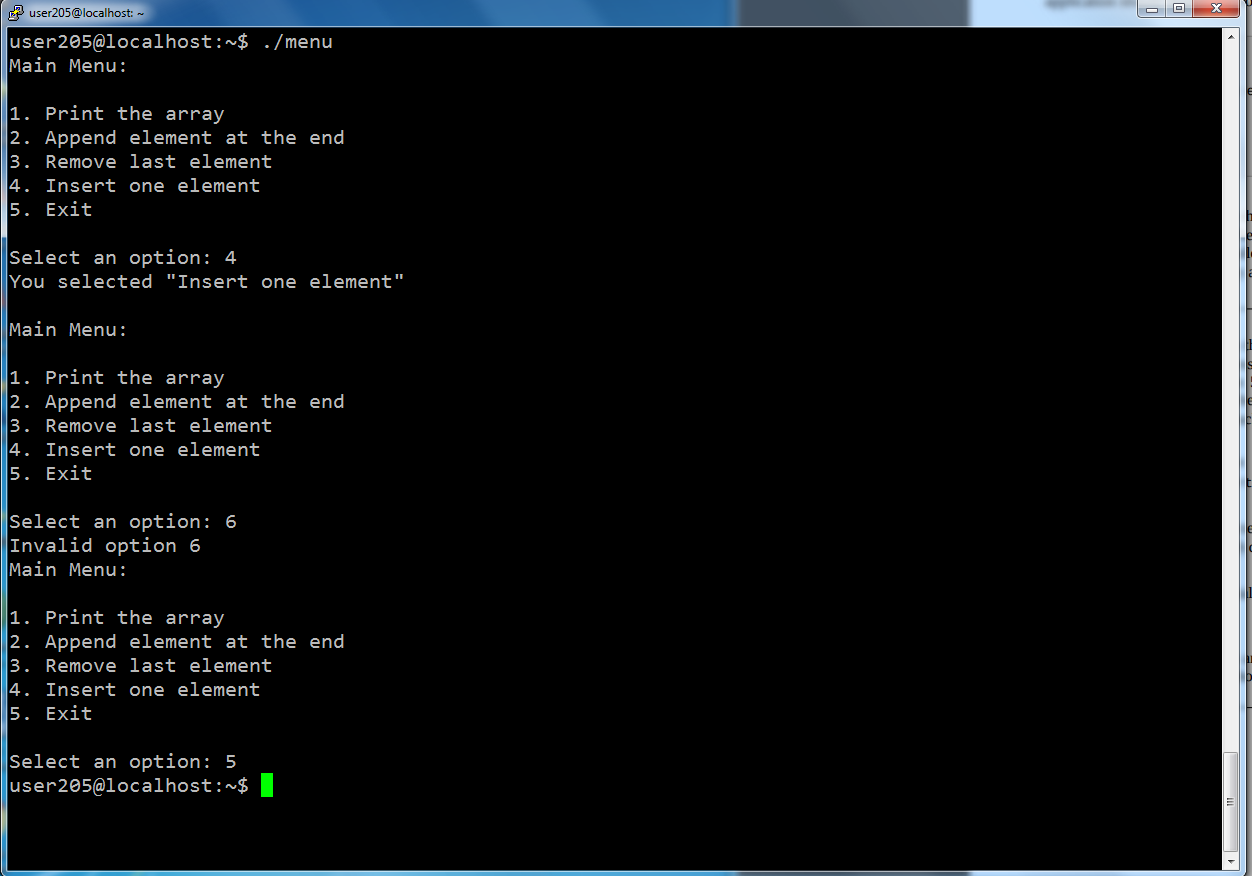 user205@localhost: ~
user205@localhost:~$ ./menu
Main Menu:
1. Print the array
2. Append element at the end
3. Remove last element
4. Insert one element
5. Exit
Select an option: 4
You selected "Insert one element"
Main Menu:
1. Print the array
2. Append element at the end
3. Remove last element
4. Insert one element
5. Exit
Select an option: 6
Invalid option 6
Main Menu:
1. Print the array
2. Append element at the end
3. Remove last element
4. Insert one element
5. Exit
Select an option: 5
user205@localhost:~$